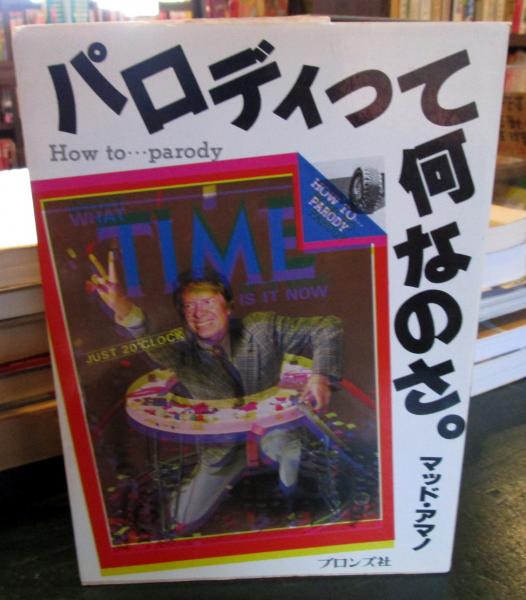 パロディって何なのさ。
How to…parody
HOW TO…
PARODY
WHAT
TIME
IS IT NOW
JUST 20'CLOCK
マッド・アマノ
ブロンズ社